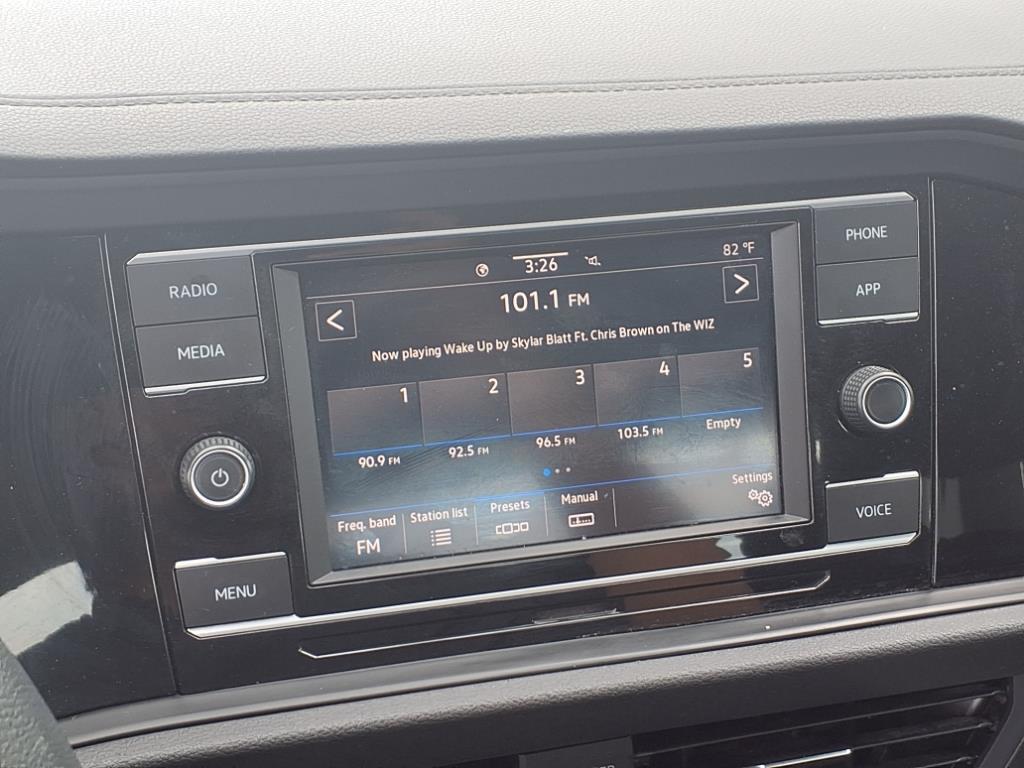 PHONE
APP
RADIO
MEDIA
3:26
82 °F
<
101.1 FM
>
Now playing Wake Up by Skylar Blatt Ft. Chris Brown on The WIZ
1 2 3 4 5
90.9 FM 92.5 FM 96.5 FM 103.5 FM Empty
Freq. band Station list Presets Manual Settings
FM
VOICE
MENU